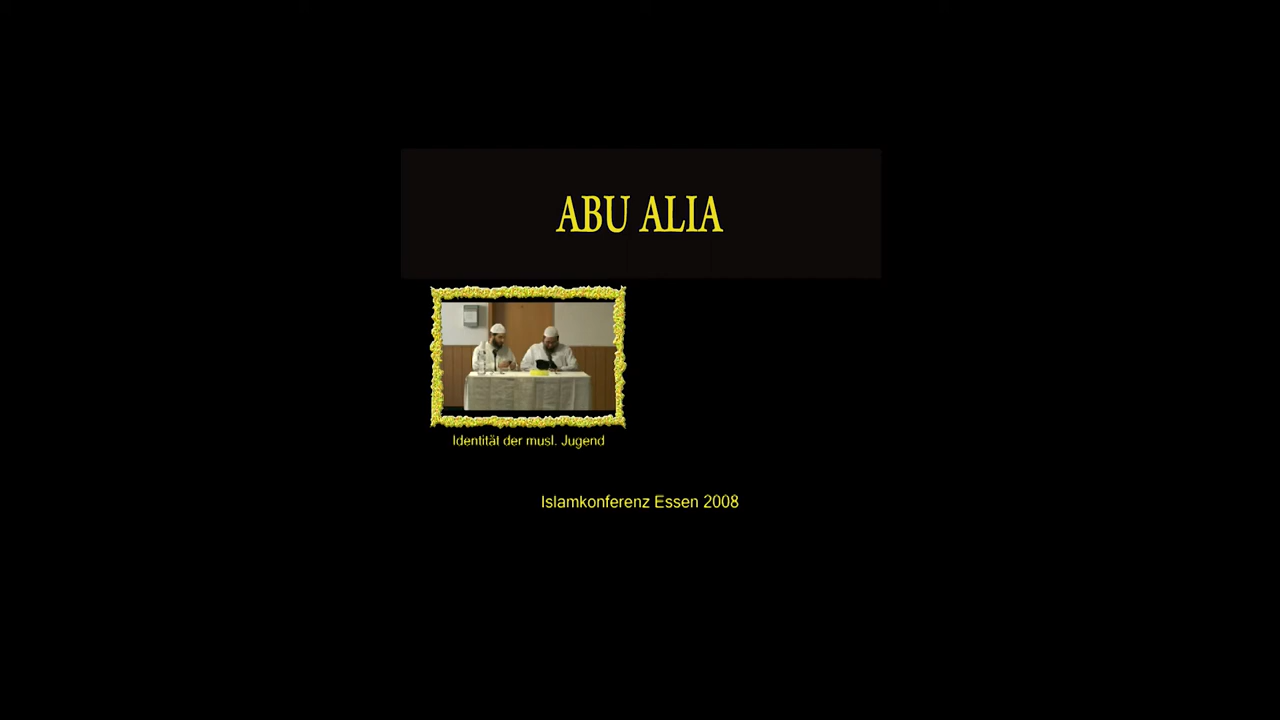 ABU ALIA
Identität der musl. Jugend
Islamkonferenz Essen 2008